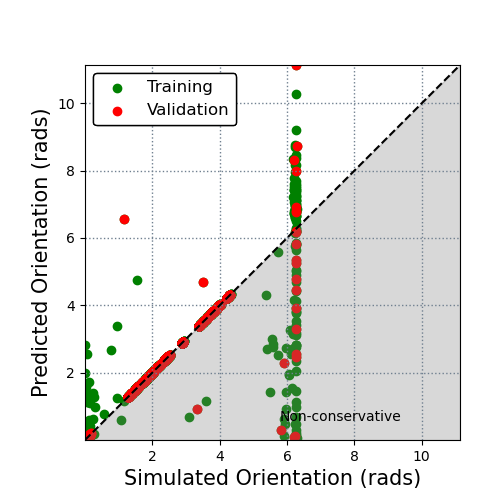 Training
Validation
Predicted Orientation (rads)
10
8
6
4
2
Non-conservative
2 4 6 8 10
Simulated Orientation (rads)